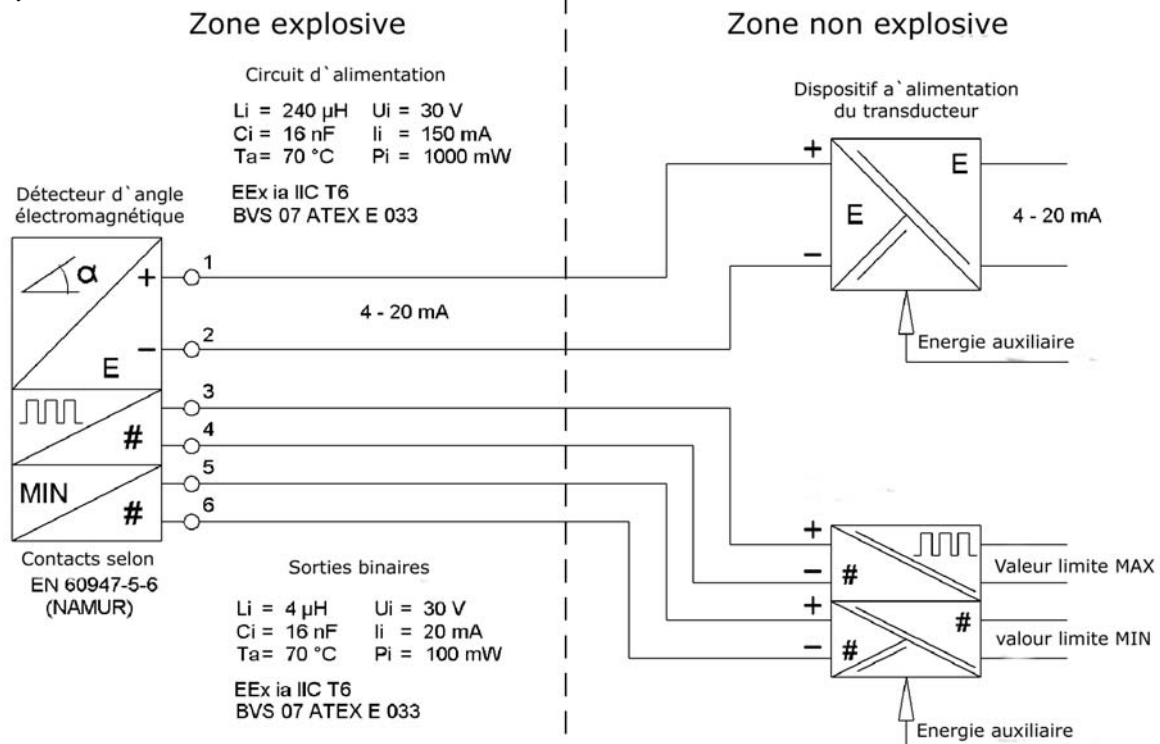 Zone explosive
Zone non explosive
Circuit d`alimentation
Li = 240 µH Ui = 30 V
Ci = 16 nF Ii = 150 mA
Ta= 70 °C Pi = 1000 mW
EEx ia IIC T6
BVS 07 ATEX E 033
Dispositif a`alimentation
du transducteur
Détecteur d`angle
électromagnétique
α
E
+
−
1
2
4 - 20 mA
+
−
E
E
4 - 20 mA
Energie auxiliaire
#
3
4
MIN
#
5
6
Contacts selon
EN 60947-5-6
(NAMUR)
Sorties binaires
Li = 4 µH Ui = 30 V
Ci = 16 nF Ii = 20 mA
Ta= 70 °C Pi = 100 mW
EEx ia IIC T6
BVS 07 ATEX E 033
+
− #
Valeur limite MAX
+ #
− #
valour limite MIN
Energie auxiliaire